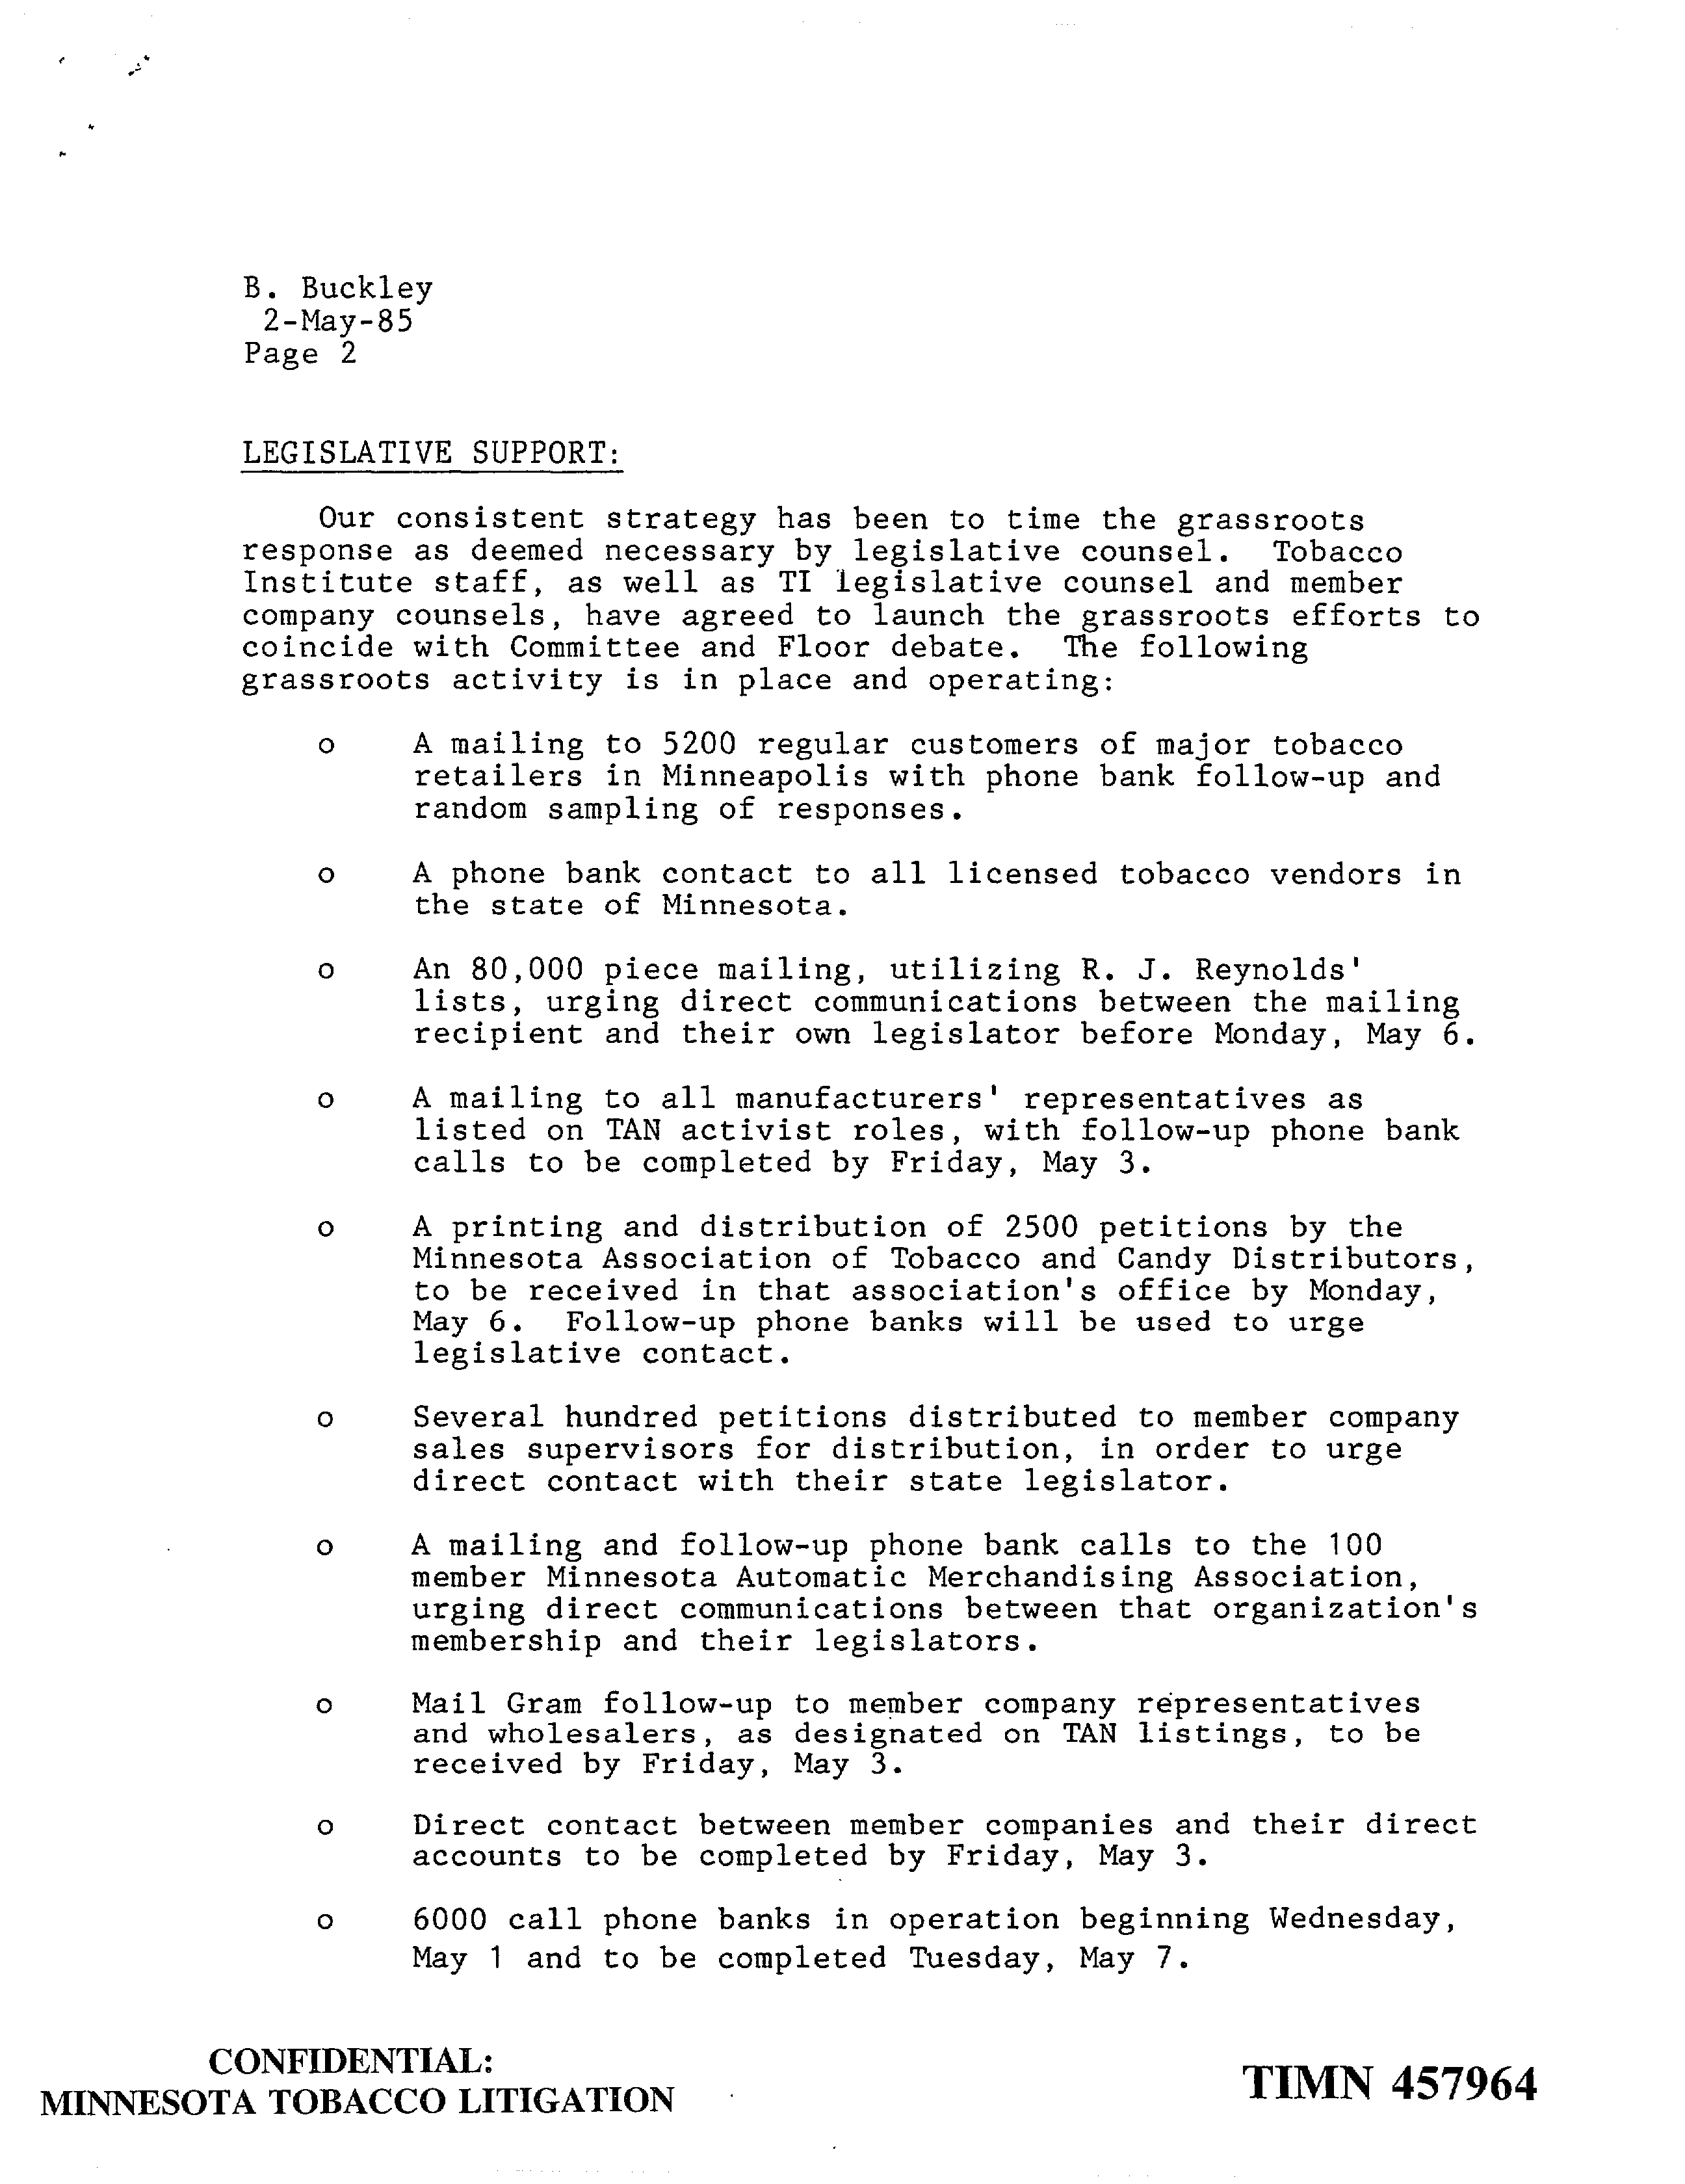 B. Buckley
2-May-85
Page 2
LEGISLATIVE SUPPORT:
Our consistent strategy has been to time the grassroots
response as deemed necessary by legislative counsel. Tobacco
Institute staff, as well as TI legislative counsel and member
company counsels, have agreed to launch the grassroots efforts to
coincide with Committee and Floor debate. The following
grassroots activity is in place and operating:
o A mailing to 5200 regular customers of major tobacco
retailers in Minneapolis with phone bank follow-up and
random sampling of responses.
o A phone bank contact to all licensed tobacco vendors in
the state of Minnesota.
o An 80,000 piece mailing, utilizing R. J. Reynolds'
lists, urging direct communications between the mailing
recipient and their own legislator before Monday, May 6.
o A mailing to all manufacturers' representatives as
listed on TAN activist roles, with follow-up phone bank
calls to be completed by Friday, May 3.
o A printing and distribution of 2500 petitions by the
Minnesota Association of Tobacco and Candy Distributors,
to be received in that association's office by Monday,
May 6. Follow-up phone banks will be used to urge
legislative contact.
o Several hundred petitions distributed to member company
sales supervisors for distribution, in order to urge
direct contact with their state legislator.
o A mailing and follow-up phone bank calls to the 100
member Minnesota Automatic Merchandising Association,
urging direct communications between that organization's
membership and their legislators.
o Mail Gram follow-up to member company representatives
and wholesalers, as designated on TAN listings, to be
received by Friday, May 3.
o Direct contact between member companies and their direct
accounts to be completed by Friday, May 3.
o 6000 call phone banks in operation beginning Wednesday,
May 1 and to be completed Tuesday, May 7.
CONFIDENTIAL:
MINNESOTA TOBACCO LITIGATION
TIMN 457964